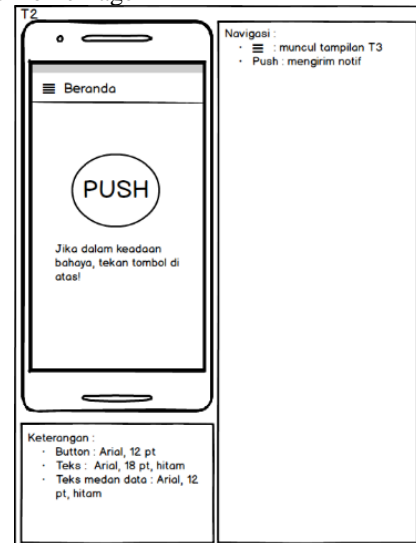 T2
Beranda
PUSH
Jika dalam keadaan
bahaya, tekan tombol di
atas!
Navigasi :
· ≡ : muncul tampilan T3
· Push : mengirim notif
Keterangan :
· Button : Arial, 12 pt
· Teks : Arial, 18 pt, hitam
· Teks medan data : Arial, 12
pt, hitam